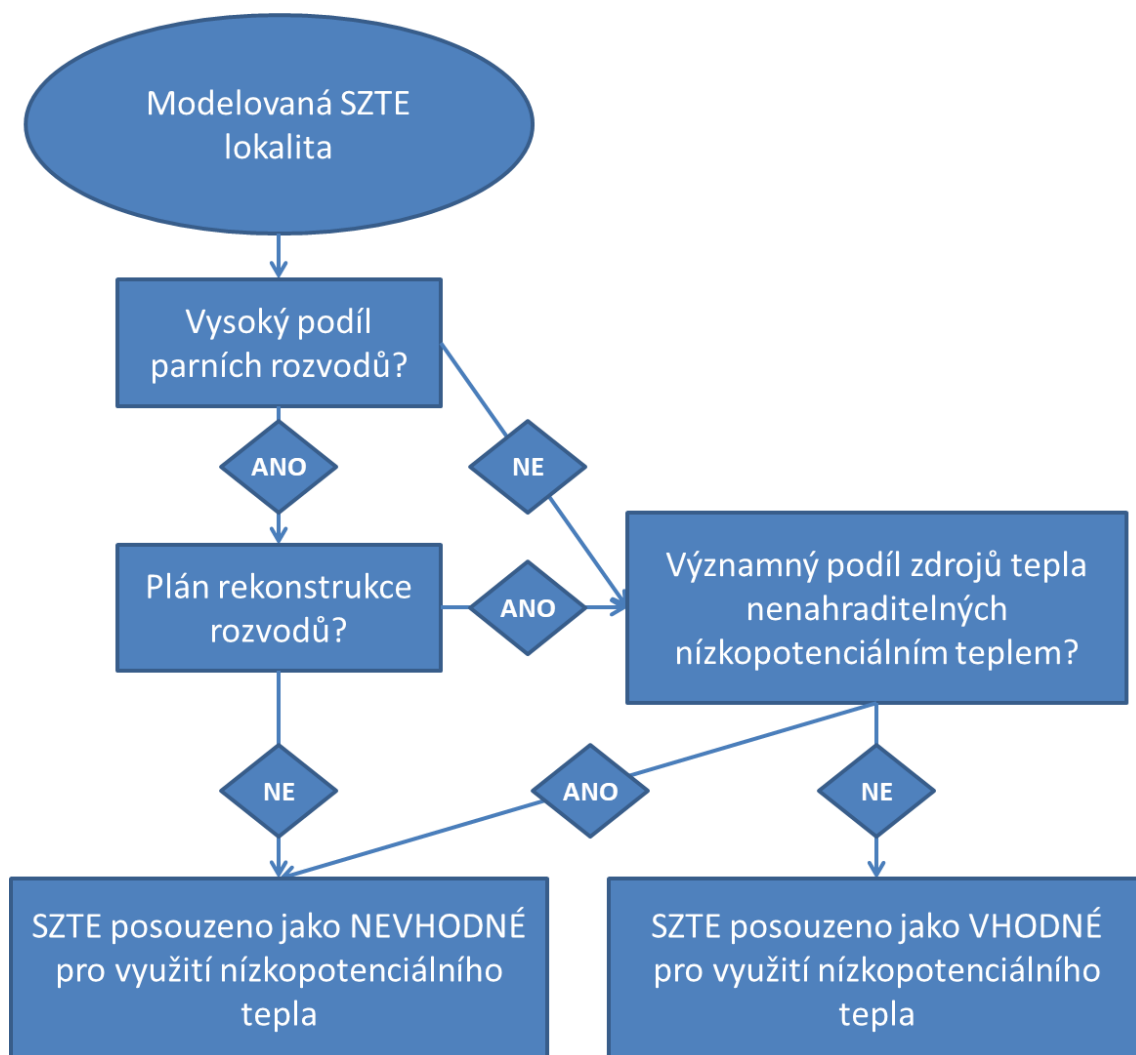 Modelovaná SZTE
lokalita
Vysoký podíl
parních rozvodů?
ANO
NE
Plán rekonstrukce
rozvodů?
ANO
Významný podíl zdrojů tepla
nenahraditelných
nízkopotenciálním teplem?
NE
ANO
NE
SZTE posouzeno jako NEVHODNÉ
pro využití nízkopotenciálního
tepla
SZTE posouzeno jako VHODNÉ
pro využití nízkopotenciálního
tepla